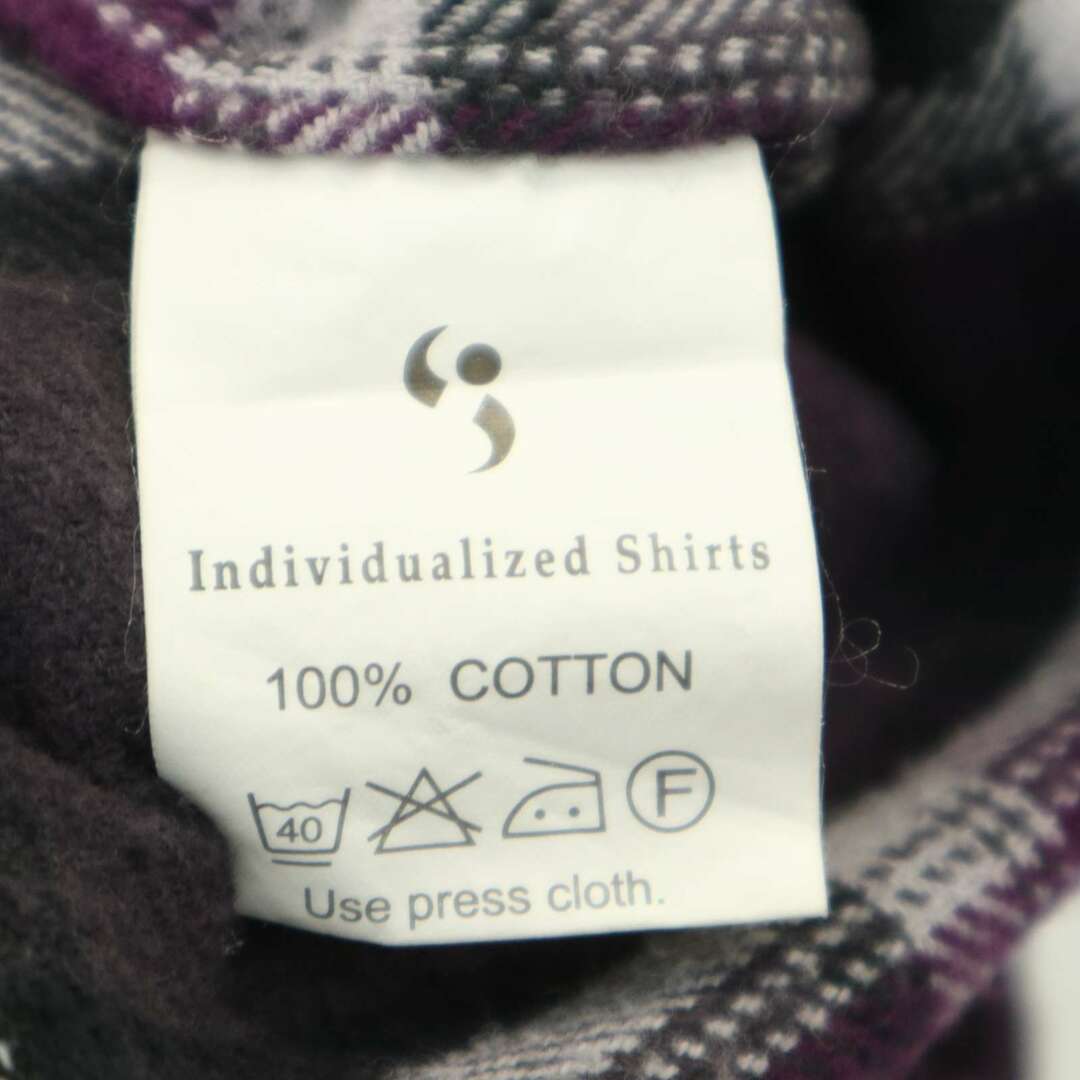 Individualized Shirts
100% COTTON
40 F
Use press cloth.